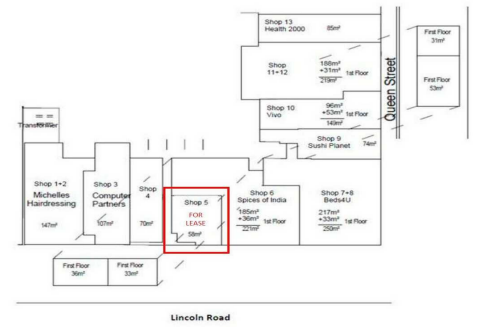 Shop 13
Health 2000
85m²
First Floor
31m²
Shop
11+12
188m²
+31m²
219m²
1st Floor
First Floor
53m²
Queen Street
Shop 10
Vivo
96m²
+53m²
149m²
1st Floor
Transformer
Shop 9
Sushi Planet
74m²
Shop 1+2
Michelles
Hairdressing
147m²
Shop 3
Computer
Partners
107m²
Shop
4
70m²
Shop 5
FOR
LEASE
58m²
Shop 6
Spices of India
185m²
+36m²
221m²
1st Floor
Shop 7+8
Beds4U
217m²
+33m²
250m²
1st Floor
First Floor
36m²
First Floor
33m²
Lincoln Road